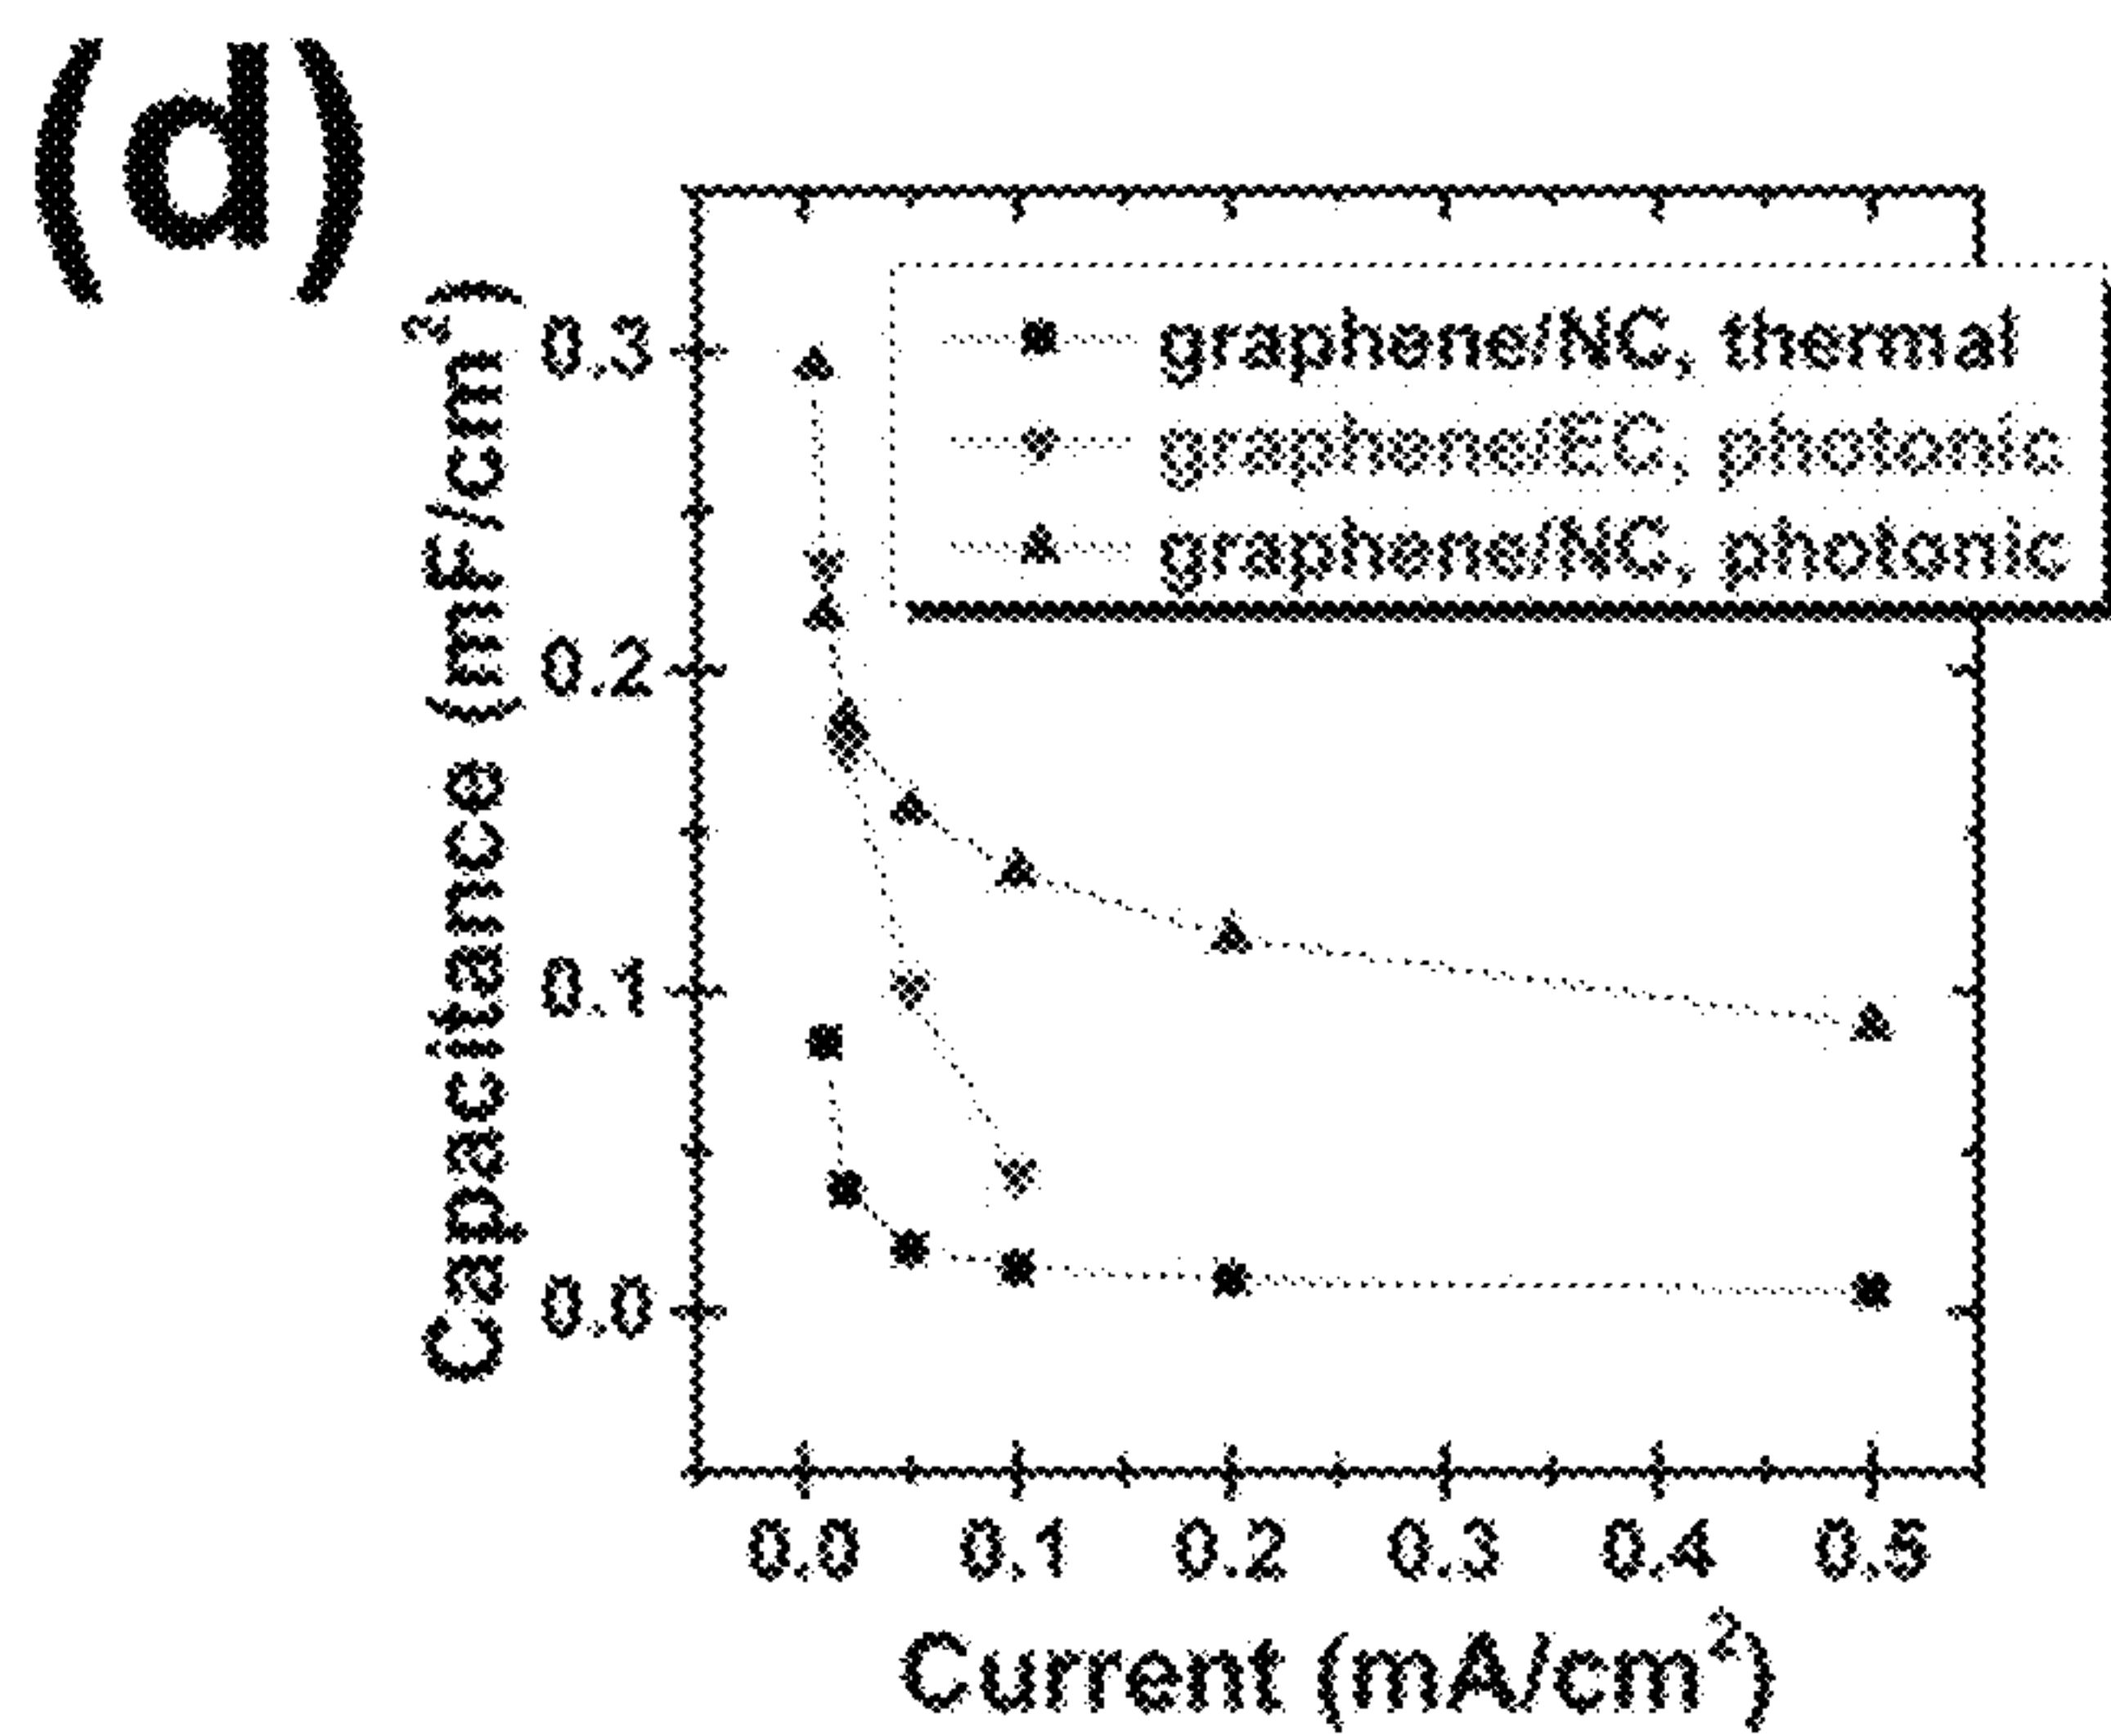 (d)
Capacitance (mF/cm²)
0.3
0.2
0.1
0.0
graphene/NC, thermal
graphene/EC, photonic
graphene/NC, photonic
0.0 0.1 0.2 0.3 0.4 0.5
Current (mA/cm²)